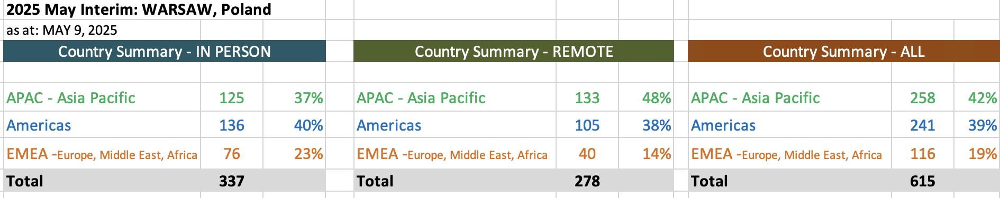 2025 May Interim: WARSAW, Poland
as at: MAY 9, 2025
Country Summary - IN PERSON Country Summary - REMOTE Country Summary - ALL
APAC - Asia Pacific 125 37% APAC - Asia Pacific 133 48% APAC - Asia Pacific 258 42%
Americas 136 40% Americas 105 38% Americas 241 39%
EMEA -Europe, Middle East, Africa 76 23% EMEA -Europe, Middle East, Africa 40 14% EMEA -Europe, Middle East, Africa 116 19%
Total 337 Total 278 Total 615